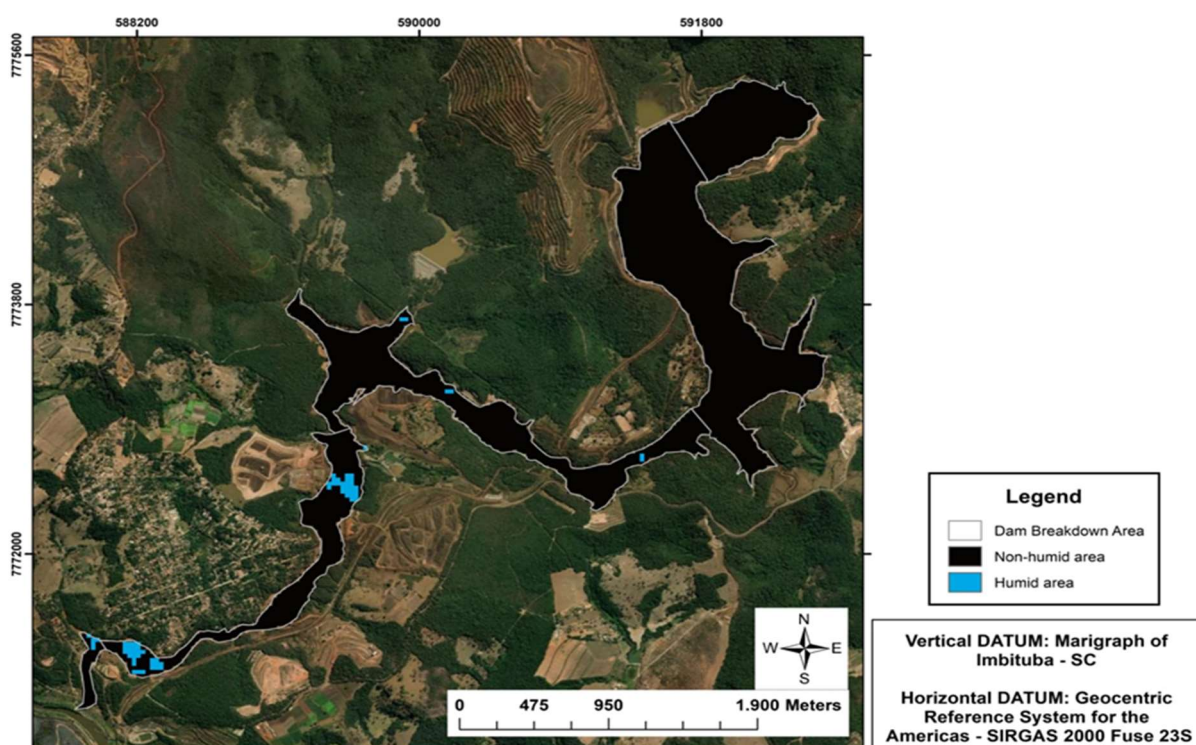 588200 590000 591800
7775600
7773800
7772000
N
W E
S
0 475 950 1.900 Meters
Legend
Dam Breakdown Area
Non-humid area
Humid area
Vertical DATUM: Marigraph of
Imbituba - SC
Horizontal DATUM: Geocentric
Reference System for the
Americas - SIRGAS 2000 Fuse 23S